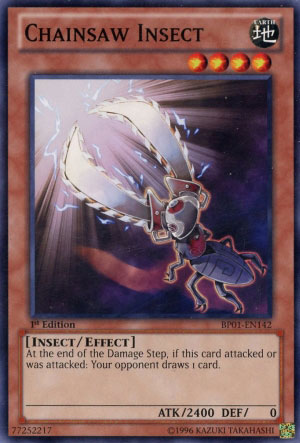 Chainsaw Insect
EARTH
地
1st Edition
BP01-EN142
[Insect/Effect]
At the end of the Damage Step, if this card attacked or
was attacked: Your opponent draws 1 card.
ATK/2400 DEF/ 0
77252217
©1996 KAZUKI TAKAHASHI